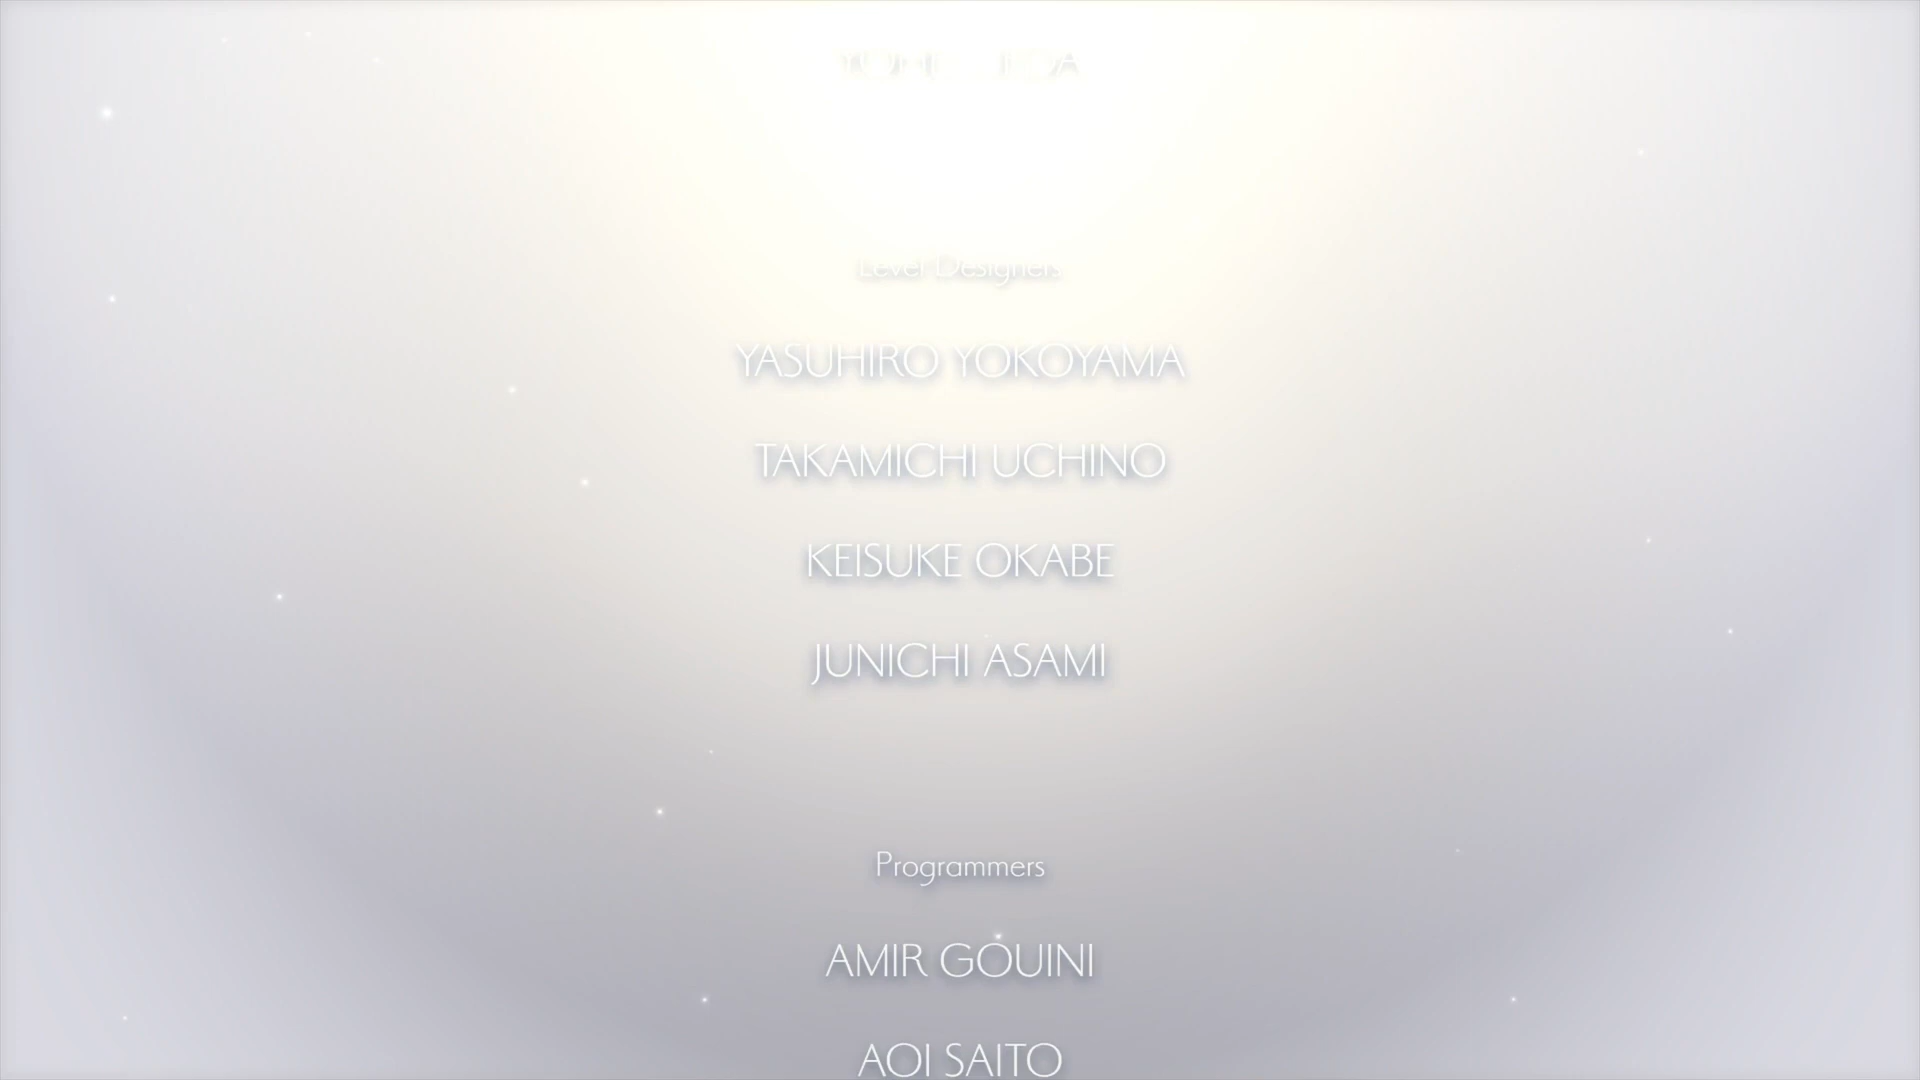 Level Designers
YASUHIRO YOKOYAMA
TAKAMICHI UCHINO
KEISUKE OKABE
JUNICHI ASAMI
Programmers
AMIR GOUINI
AOI SAITO